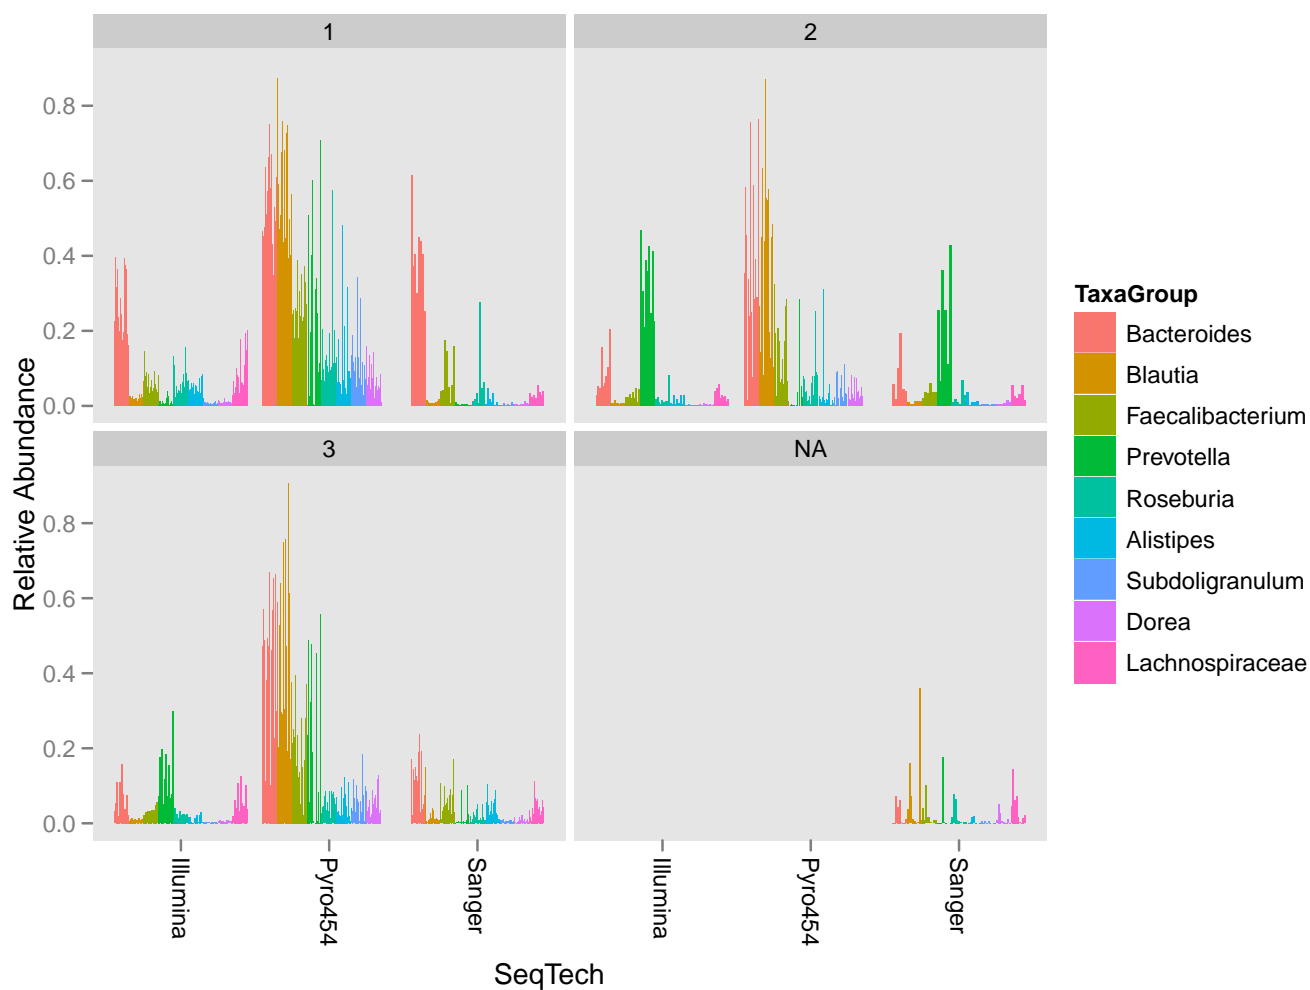 1
2
0.8
0.6
0.4
0.2
0.0
3
NA
0.8
0.6
0.4
0.2
0.0
Relative Abundance
Illumina
Pyro454
Sanger
Illumina
Pyro454
Sanger
SeqTech
TaxaGroup
Bacteroides
Blautia
Faecalibacterium
Prevotella
Roseburia
Alistipes
Subdoligranulum
Dorea
Lachnospiraceae